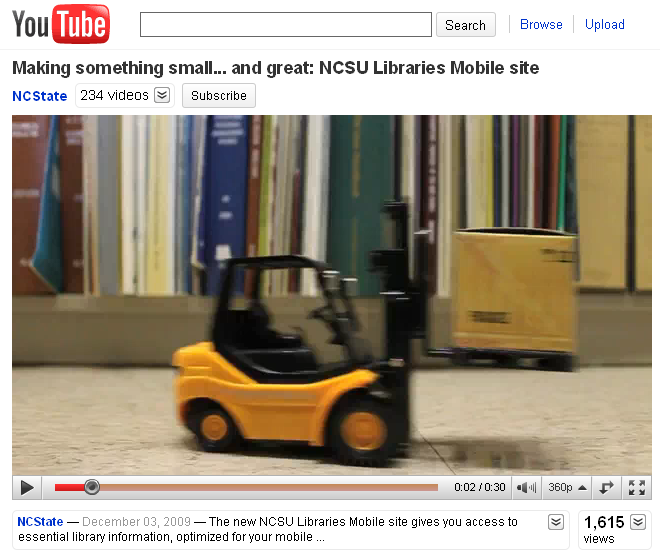 YouTube
Search
Browse
Upload
Making something small... and great: NCSU Libraries Mobile site
NCState
234 videos
Subscribe
0:02 / 0:30
360p
NCState — December 03, 2009 — The new NCSU Libraries Mobile site gives you access to
essential library information, optimized for your mobile ...
1,615
views